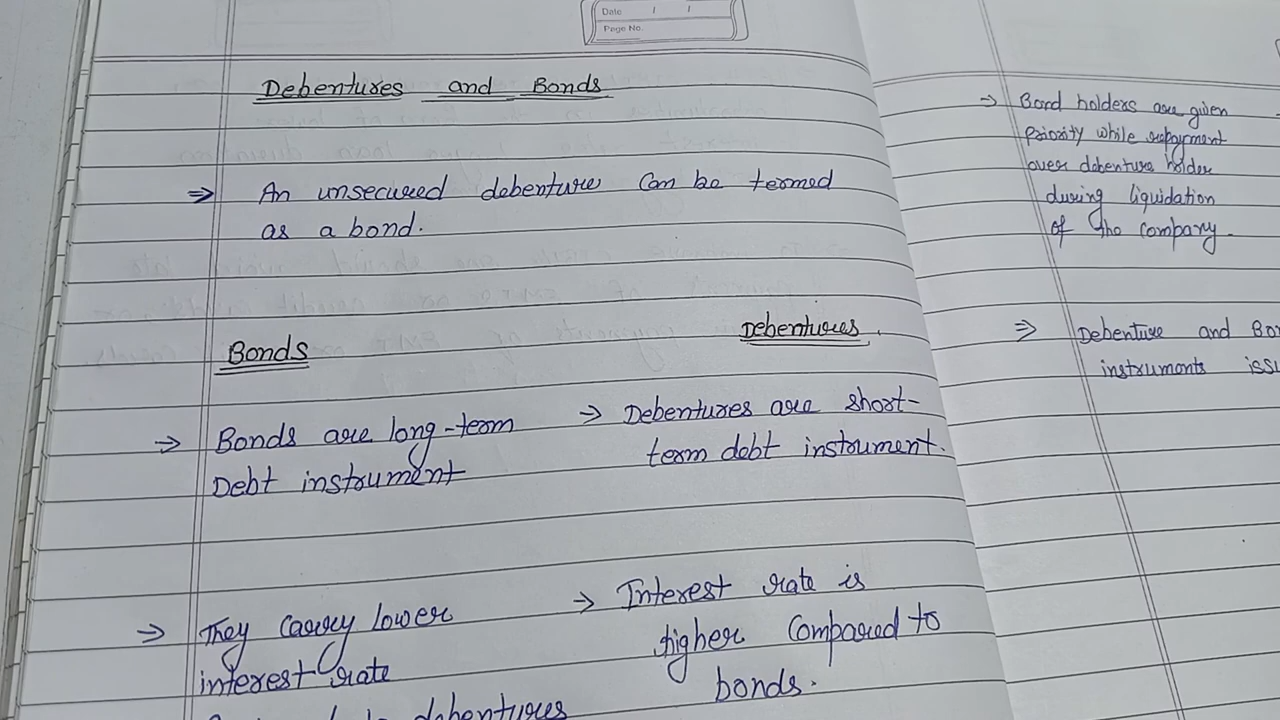 Date / /
Page No.
Debentures and Bonds
⇒ An unsecured debenture can be termed
as a bond.
Bonds
→ Bonds are long-term
Debt instrument
⇒ They carry lower
interest rate
debentures
Debentures.
→ Debentures are short-
term debt instrument.
→ Interest rate is
higher compared to
bonds.
→ Bond holders are given
priority while repayment
over debenture holder
during liquidation
of the company.
⇒ Debenture and
instruments